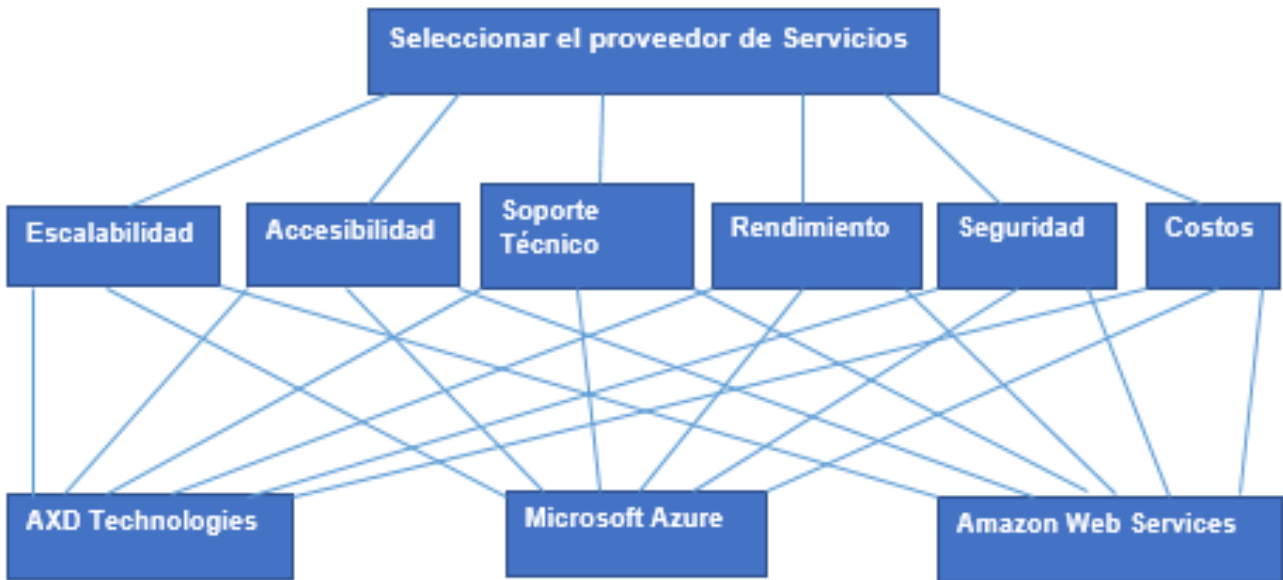 Seleccionar el proveedor de Servicios
Escalabilidad
Accesibilidad
Soporte
Técnico
Rendimiento
Seguridad
Costos
AXD Technologies
Microsoft Azure
Amazon Web Services